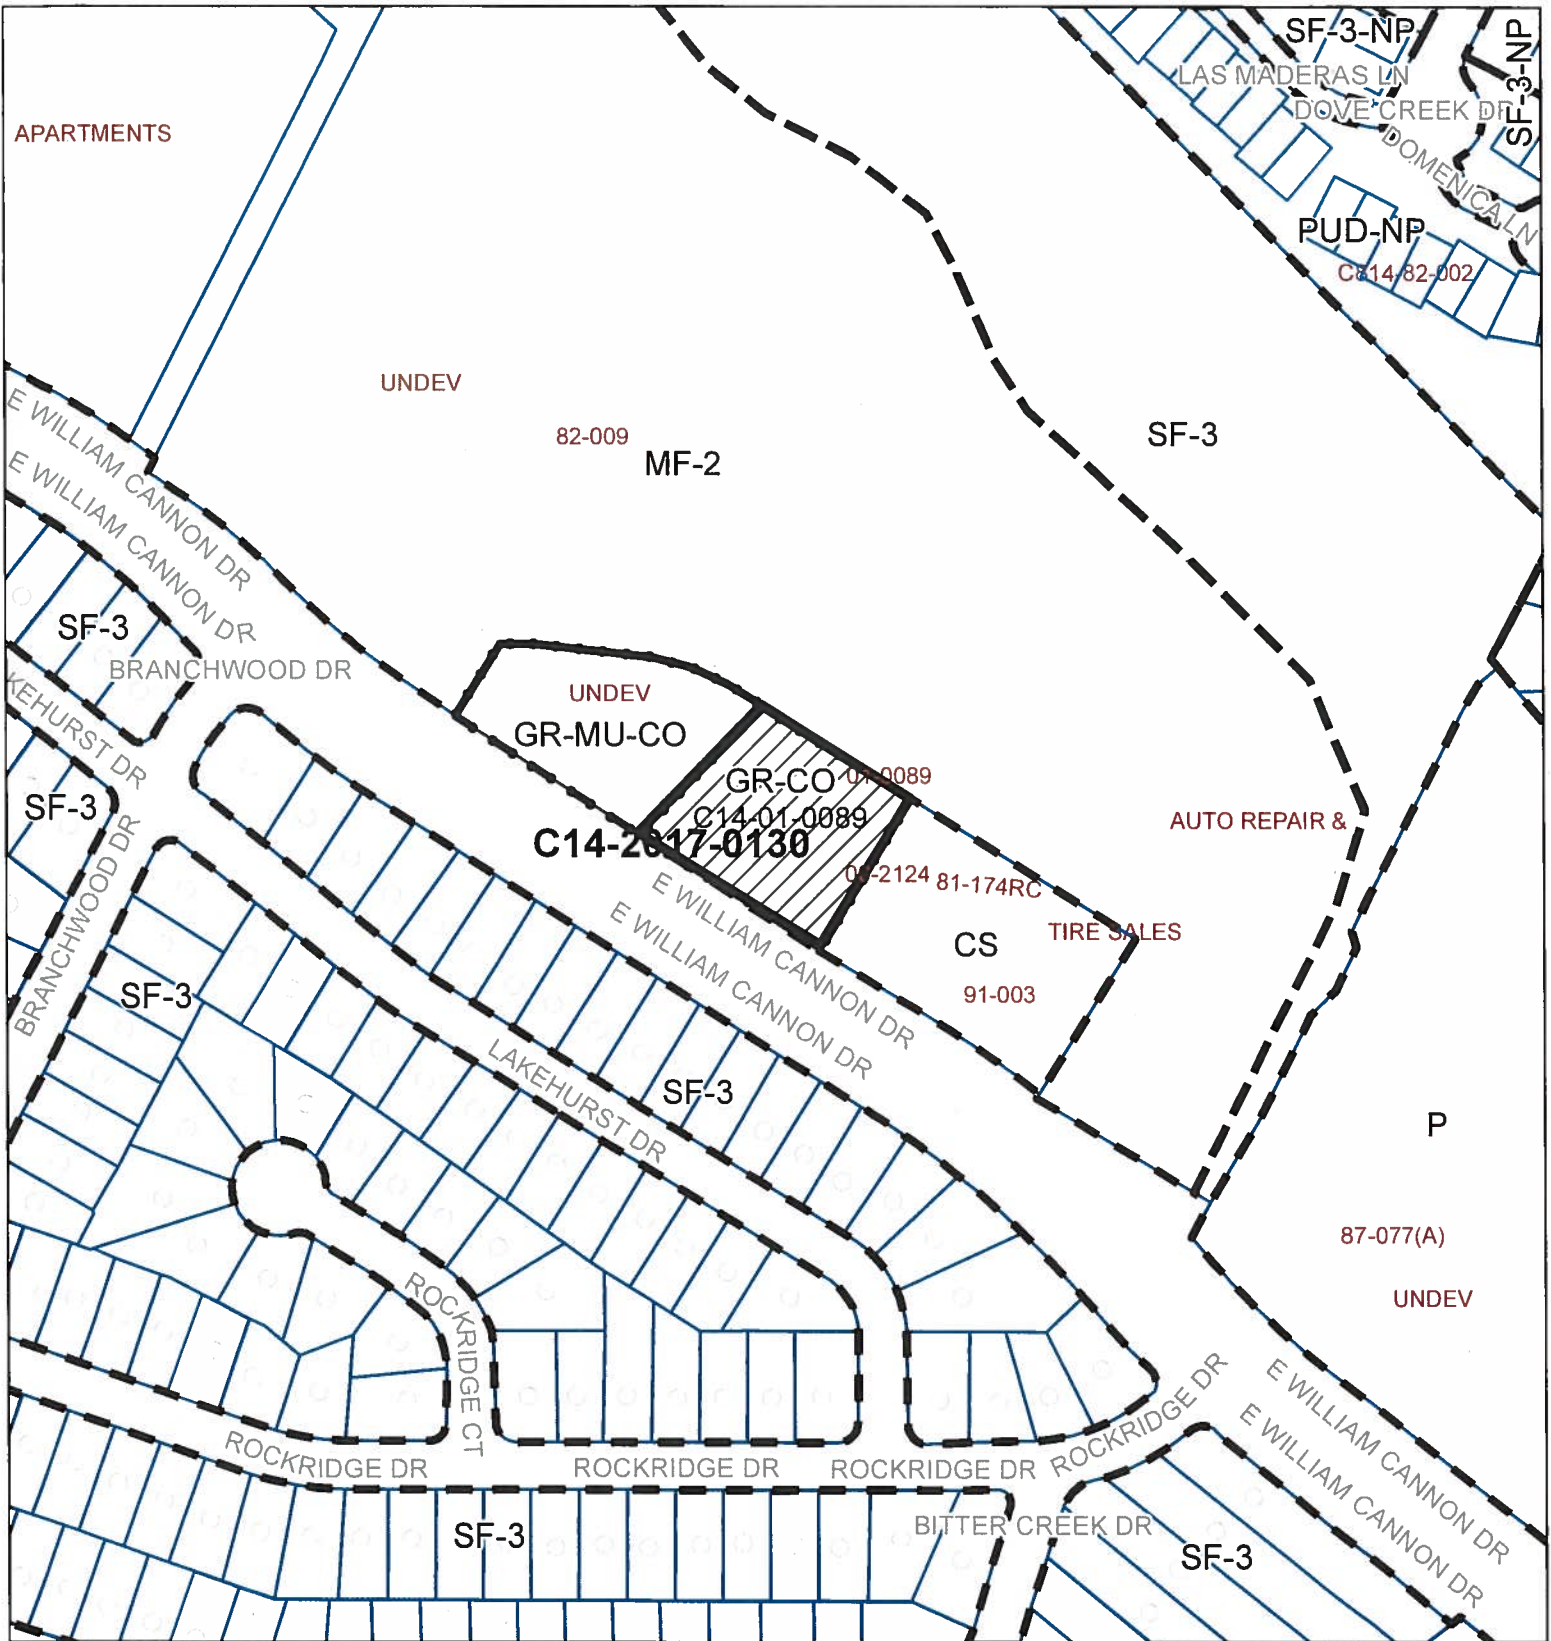 SF-3-NP
SF-3-NP
LAS MADERAS LN
DOVE CREEK DR
DOMENICA LN
APARTMENTS
PUD-NP
C814-82-002
UNDEV
82-009
MF-2
SF-3
E WILLIAM CANNON DR
E WILLIAM CANNON DR
SF-3
BRANCHWOOD DR
KEHURST DR
UNDEV
GR-MU-CO
GR-CO
01-0089
C14-01-0089
C14-2017-0130
SF-3
AUTO REPAIR &
81-174RC
TIRE SALES
CS
91-003
E WILLIAM CANNON DR
E WILLIAM CANNON DR
BRANCHWOOD DR
SF-3
LAKEHURST DR
SF-3
P
87-077(A)
UNDEV
ROCKRIDGE CT
ROCKRIDGE DR
ROCKRIDGE DR
ROCKRIDGE DR
ROCKRIDGE DR
E WILLIAM CANNON DR
E WILLIAM CANNON DR
SF-3
BITTER CREEK DR
SF-3